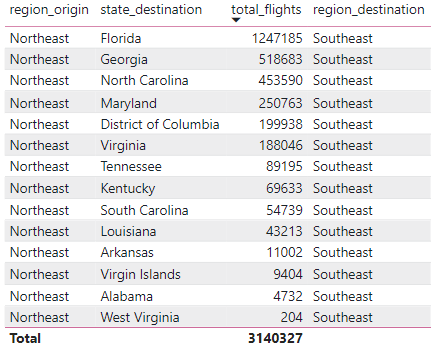 region_origin state_destination total_flights region_destination
Northeast Florida 1247185 Southeast
Northeast Georgia 518683 Southeast
Northeast North Carolina 453590 Southeast
Northeast Maryland 250763 Southeast
Northeast District of Columbia 199938 Southeast
Northeast Virginia 188046 Southeast
Northeast Tennessee 89195 Southeast
Northeast Kentucky 69633 Southeast
Northeast South Carolina 54739 Southeast
Northeast Louisiana 43213 Southeast
Northeast Arkansas 11002 Southeast
Northeast Virgin Islands 9404 Southeast
Northeast Alabama 4732 Southeast
Northeast West Virginia 204 Southeast
Total 3140327